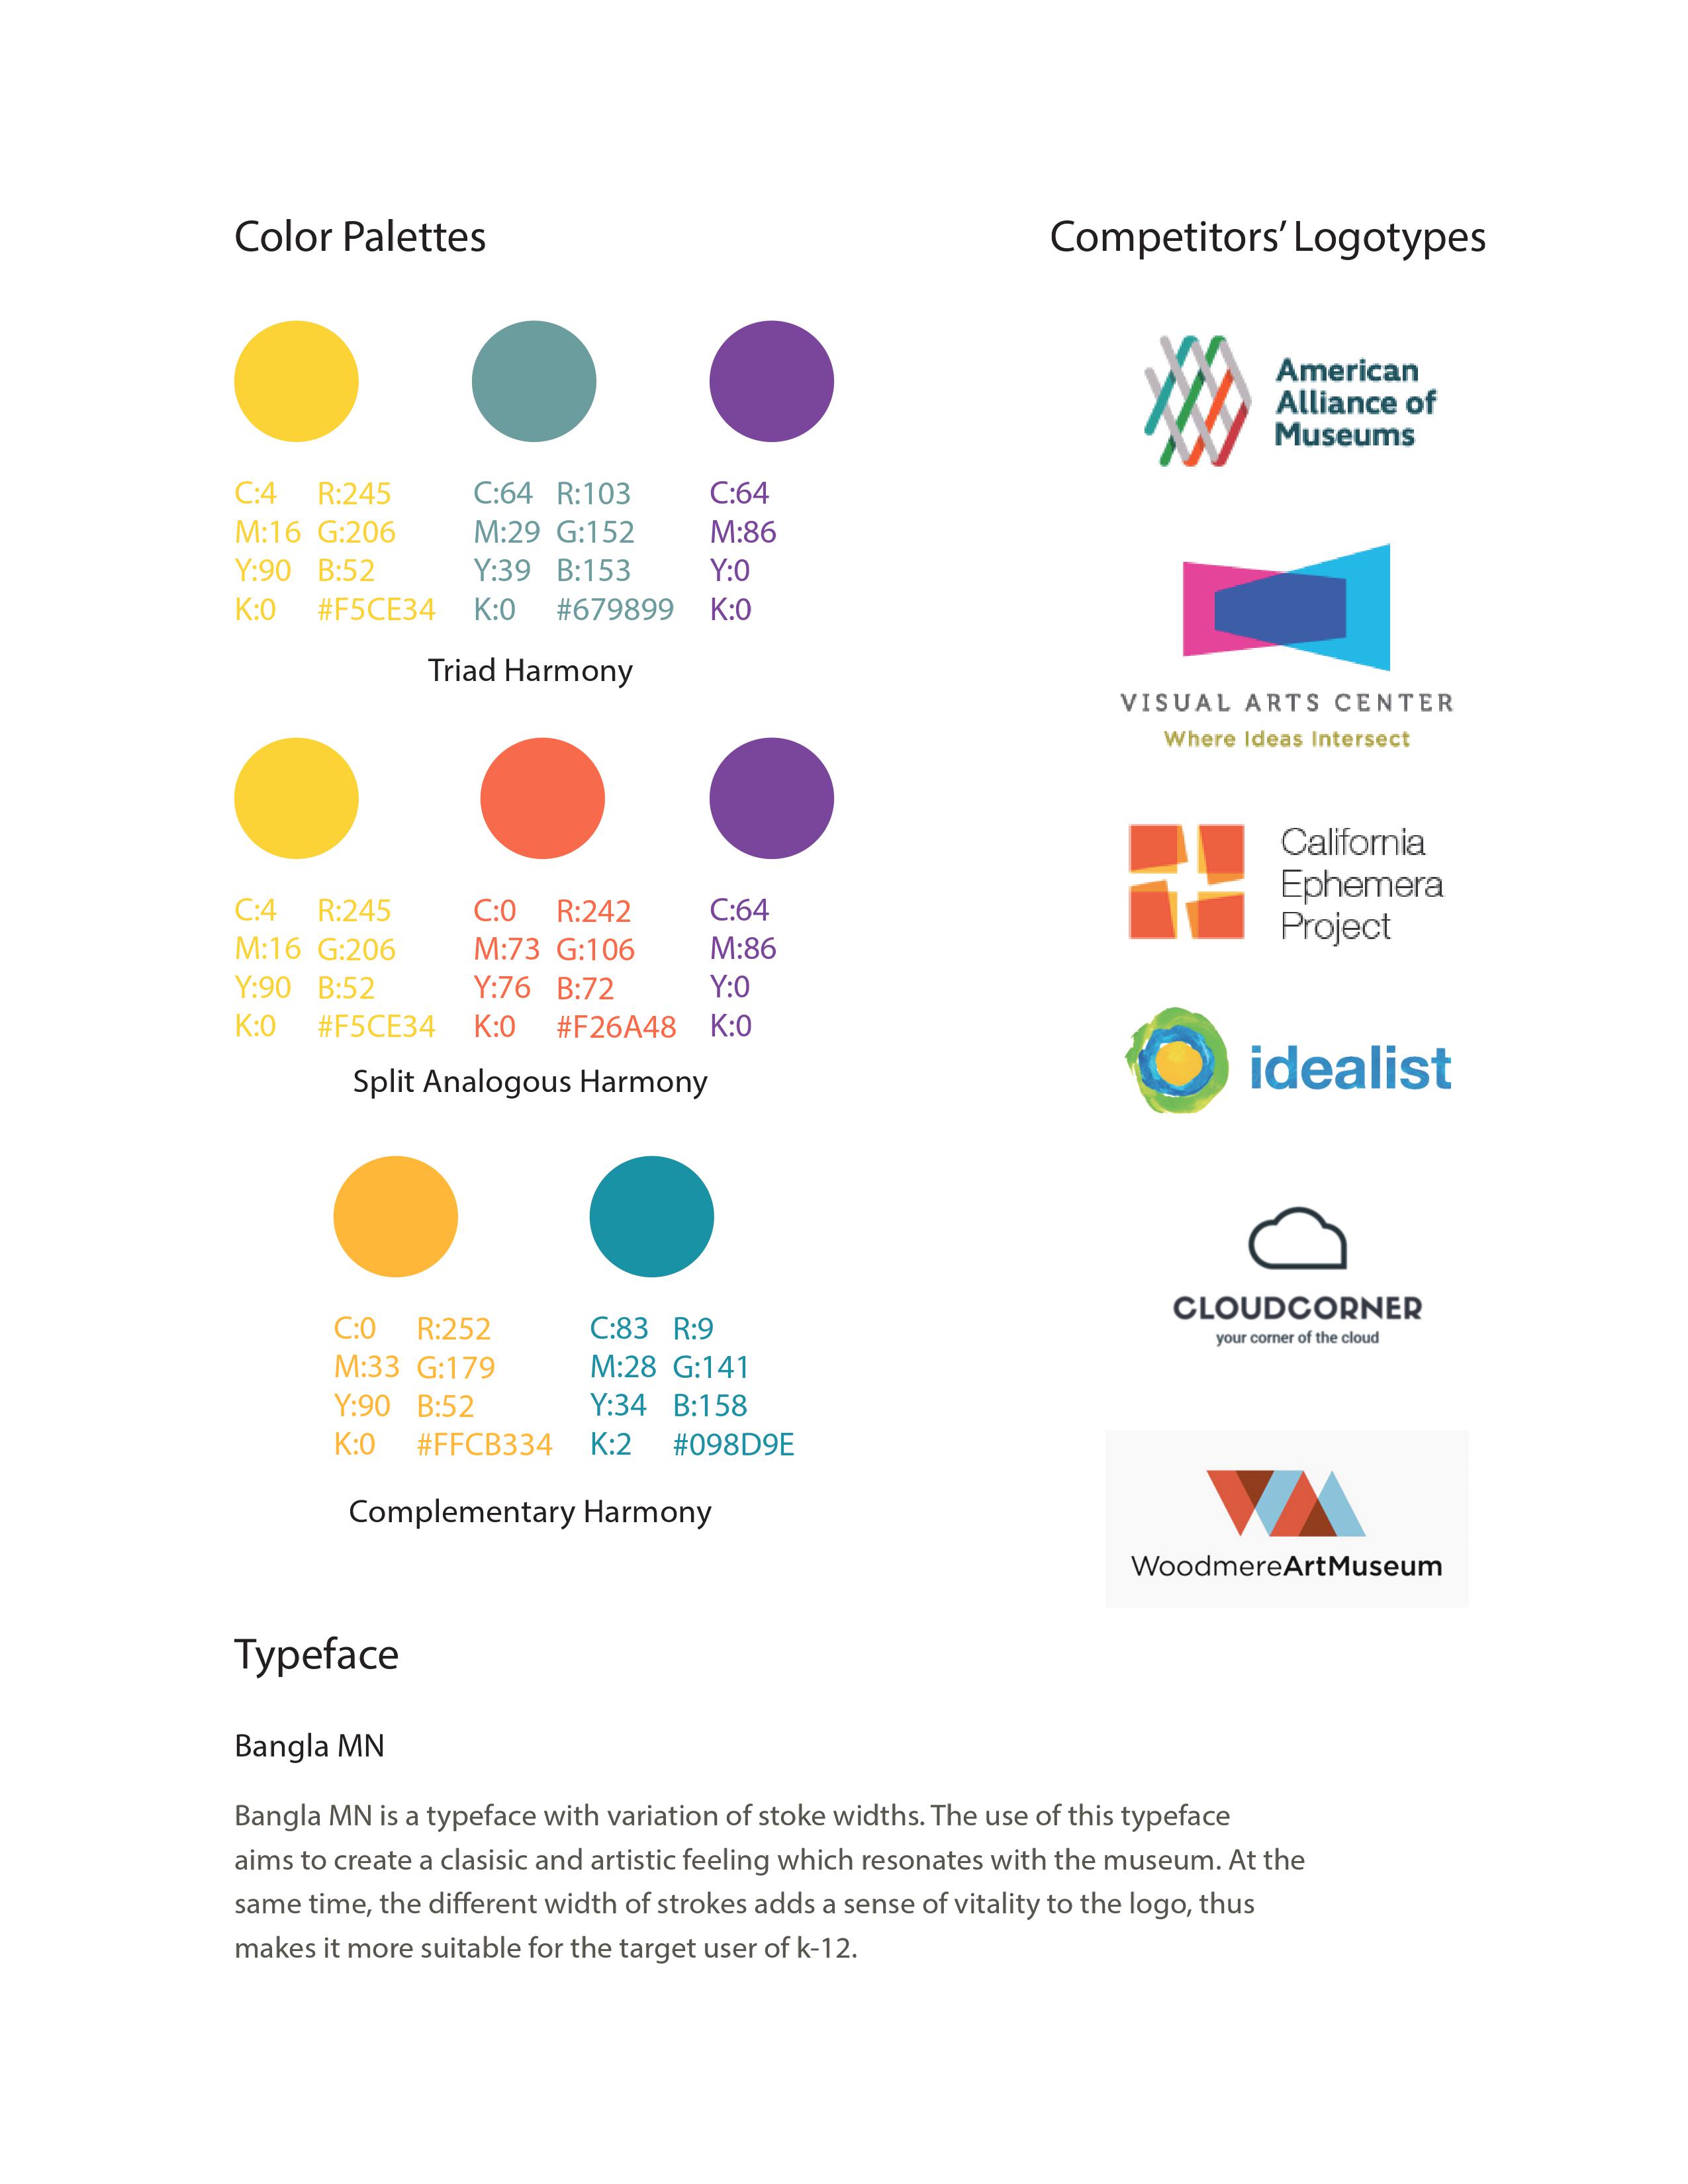 Color Palettes
C:4 R:245
M:16 G:206
Y:90 B:52
K:0 #F5CE34
C:64 R:103
M:29 G:152
Y:39 B:153
K:0 #679899
C:64
M:86
Y:0
K:0
Triad Harmony
C:4 R:245
M:16 G:206
Y:90 B:52
K:0 #F5CE34
C:0 R:242
M:73 G:106
Y:76 B:72
K:0 #F26A48
C:64
M:86
Y:0
K:0
Split Analogous Harmony
C:0 R:252
M:33 G:179
Y:90 B:52
K:0 #FFCB334
C:83 R:9
M:28 G:141
Y:34 B:158
K:2 #098D9E
Complementary Harmony
Competitors’ Logotypes
American
Alliance of
Museums
VISUAL ARTS CENTER
Where Ideas Intersect
California
Ephemera
Project
idealist
CLOUDCORNER
your corner of the cloud
WoodmereArtMuseum
Typeface
Bangla MN
Bangla MN is a typeface with variation of stoke widths. The use of this typeface
aims to create a clasisic and artistic feeling which resonates with the museum. At the
same time, the different width of strokes adds a sense of vitality to the logo, thus
makes it more suitable for the target user of k-12.